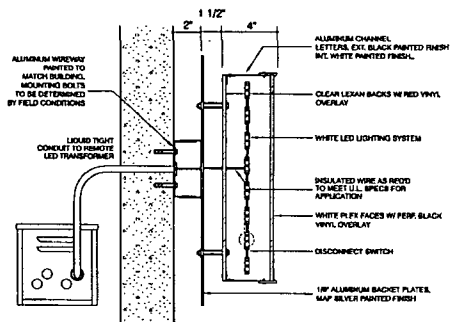 1 1/2"
2"
4"
ALUMINUM CHANNEL
LETTERS, EXT. BLACK PAINTED FINISH
INT. WHITE PAINTED FINISH.
ALUMINUM WIREWAY
PAINTED TO
MATCH BUILDING,
MOUNTING BOLTS
TO BE DETERMINED
BY FIELD CONDITIONS
CLEAR LEXAN BACKS W/ RED VINYL
OVERLAY
LIQUID TIGHT
CONDUIT TO REMOTE
LED TRANSFORMER
WHITE LED LIGHTING SYSTEM
INSULATED WIRE AS REQ'D
TO MEET U.L. SPECS FOR
APPLICATION
WHITE PLEX FACES W/ PERF. BLACK
VINYL OVERLAY
DISCONNECT SWITCH
1/8" ALUMINUM BACKET PLATES,
MAP SILVER PAINTED FINISH